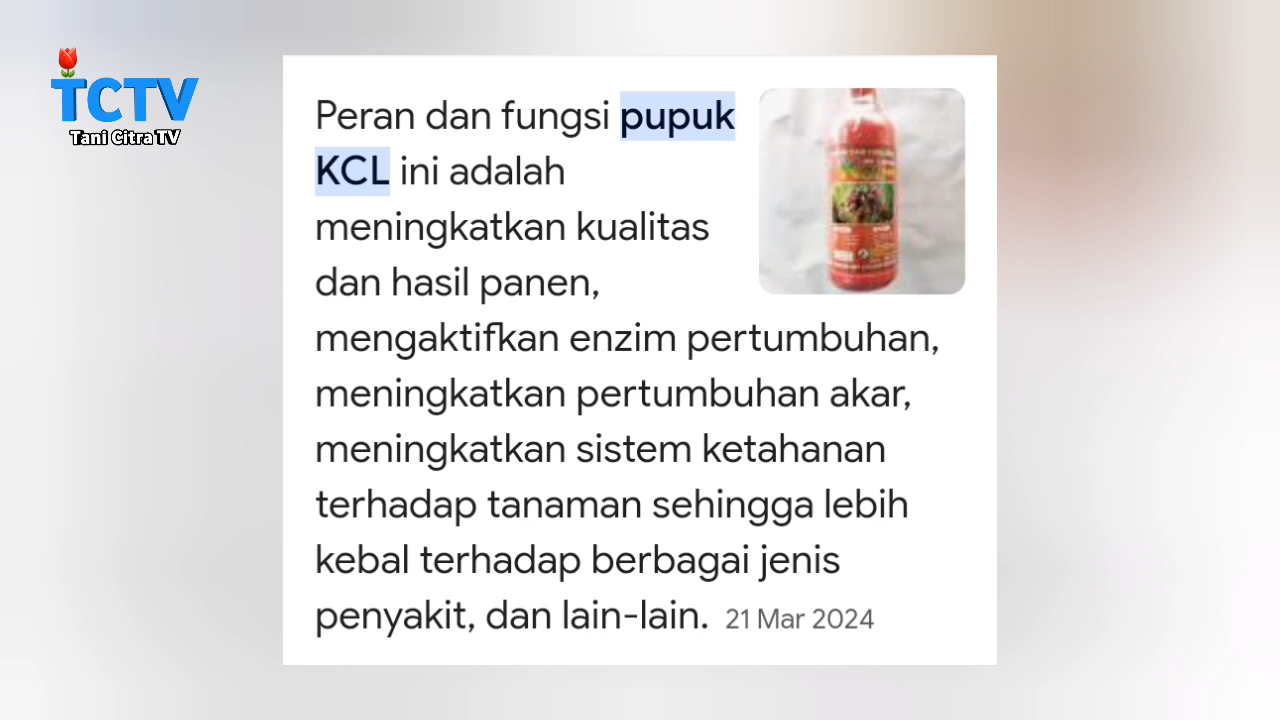 TCTV
Tani Citra TV
Peran dan fungsi pupuk
KCL ini adalah
meningkatkan kualitas
dan hasil panen,
mengaktifkan enzim pertumbuhan,
meningkatkan pertumbuhan akar,
meningkatkan sistem ketahanan
terhadap tanaman sehingga lebih
kebal terhadap berbagai jenis
penyakit, dan lain-lain. 21 Mar 2024